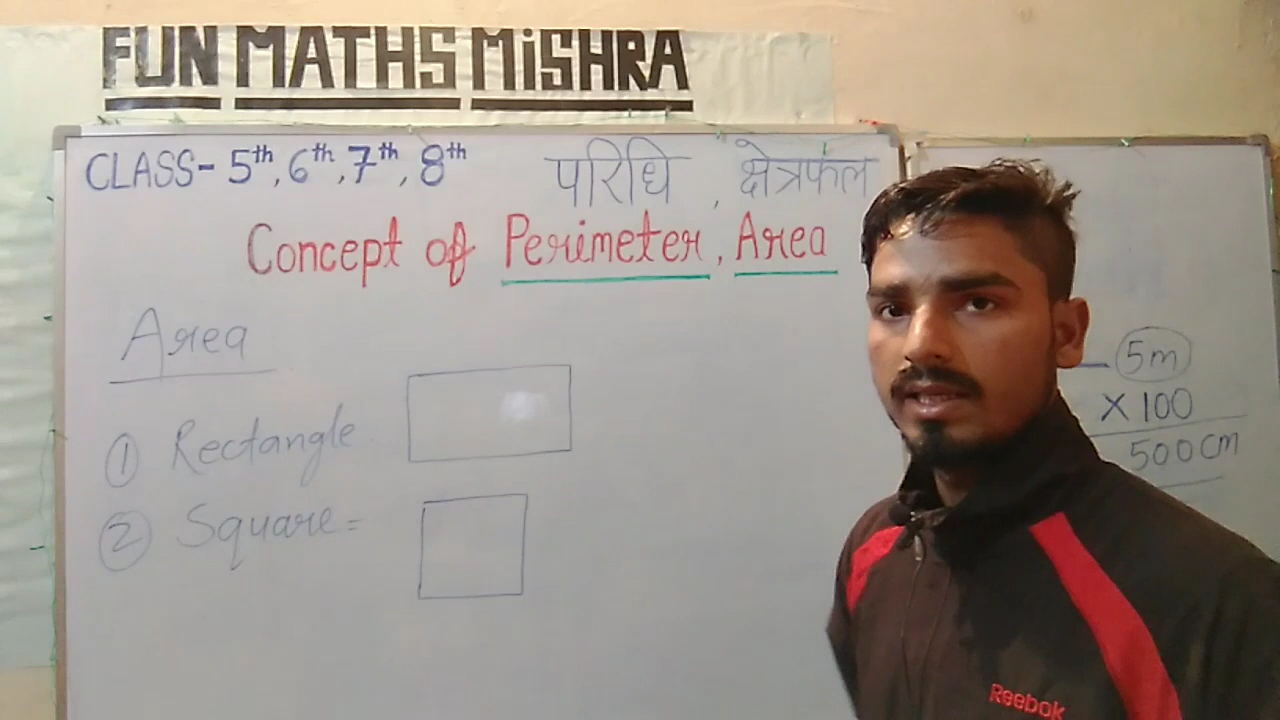 FUN MATHS MiSHRA
CLASS- 5th, 6th, 7th, 8th
परिधि , क्षेत्रफल
Concept of Perimeter, Area
Area
① Rectangle
② Square =
5m
X 100
500cm
Reebok